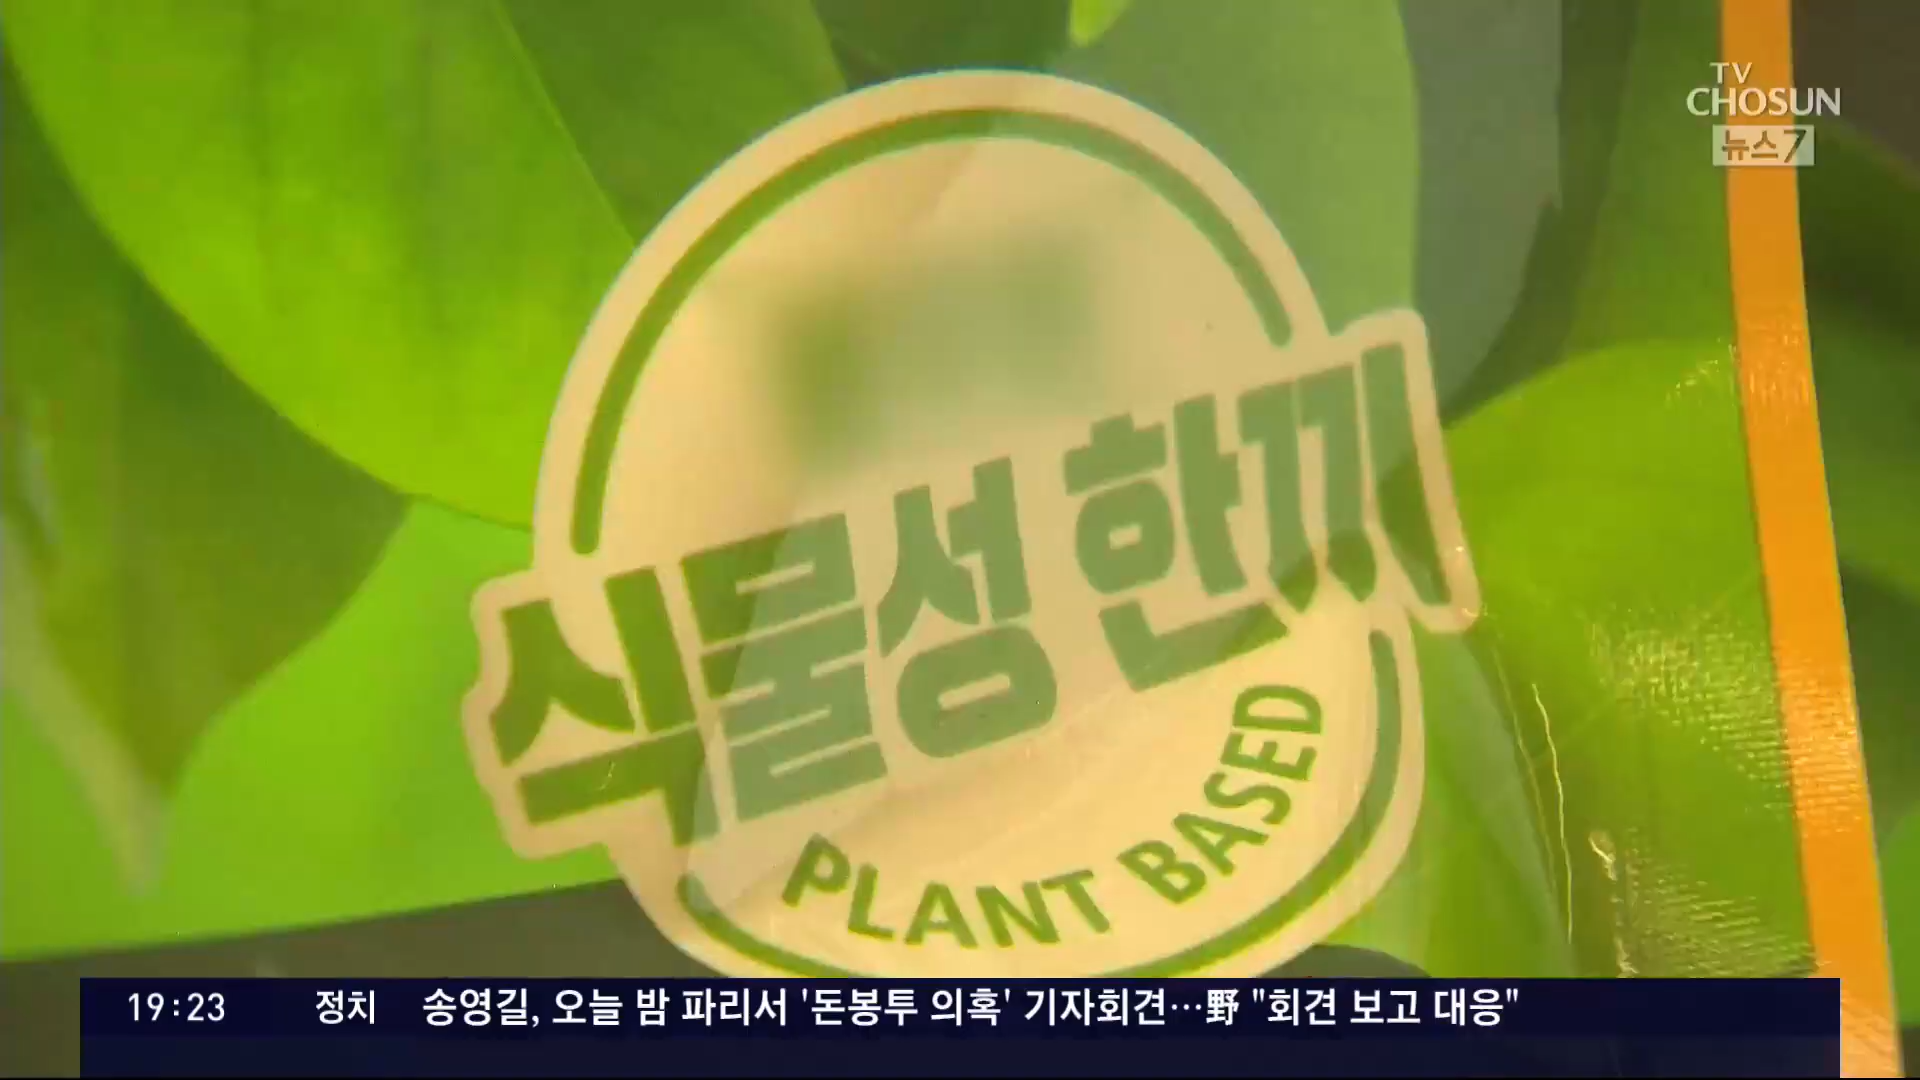 TV
CHOSUN
뉴스7
식물성 한끼
PLANT BASED
19:23 정치 송영길, 오늘 밤 파리서 '돈봉투 의혹' 기자회견…野 "회견 보고 대응"